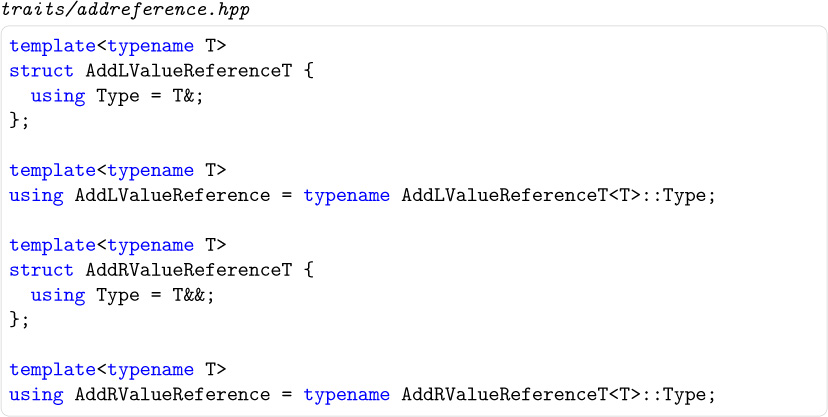 traits/addreference.hpp
template<typename T>
struct AddLValueReferenceT {
  using Type = T&;
};

template<typename T>
using AddLValueReference = typename AddLValueReferenceT<T>::Type;

template<typename T>
struct AddRValueReferenceT {
  using Type = T&&;
};

template<typename T>
using AddRValueReference = typename AddRValueReferenceT<T>::Type;